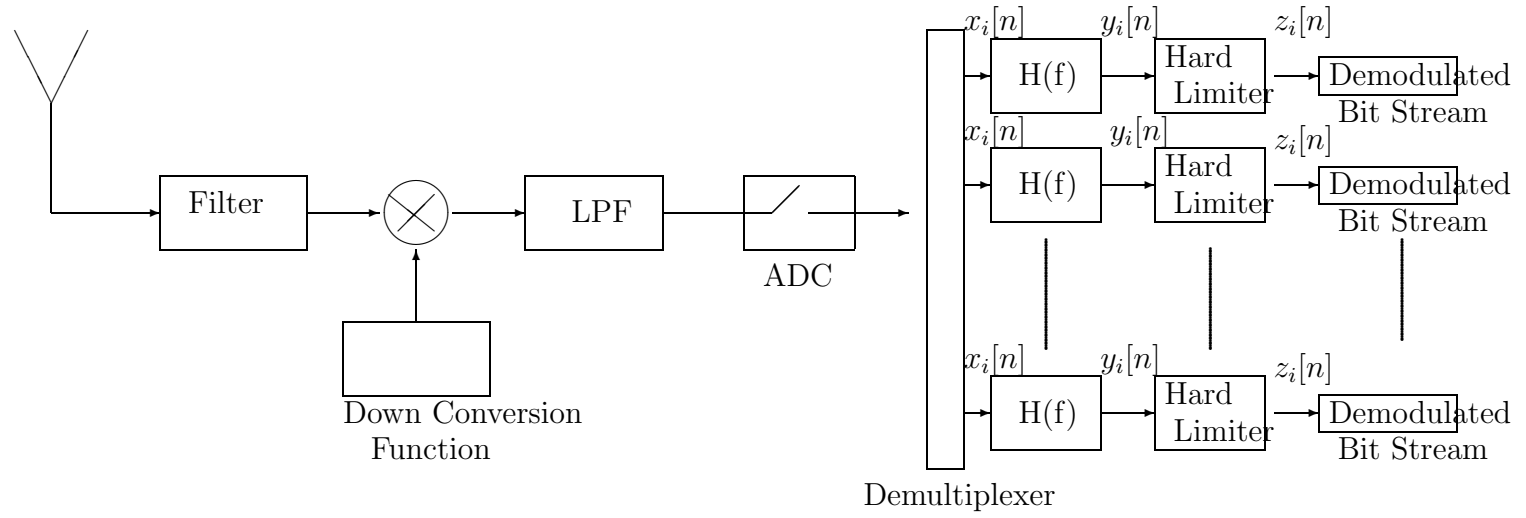 x_i[n] y_i[n] z_i[n]
H(f) Hard Limiter Demodulated
Bit Stream
x_i[n] y_i[n] z_i[n]
H(f) Hard Limiter Demodulated
Bit Stream
Filter LPF
ADC
x_i[n] y_i[n] z_i[n]
H(f) Hard Limiter Demodulated
Bit Stream
Down Conversion
Function
Demultiplexer